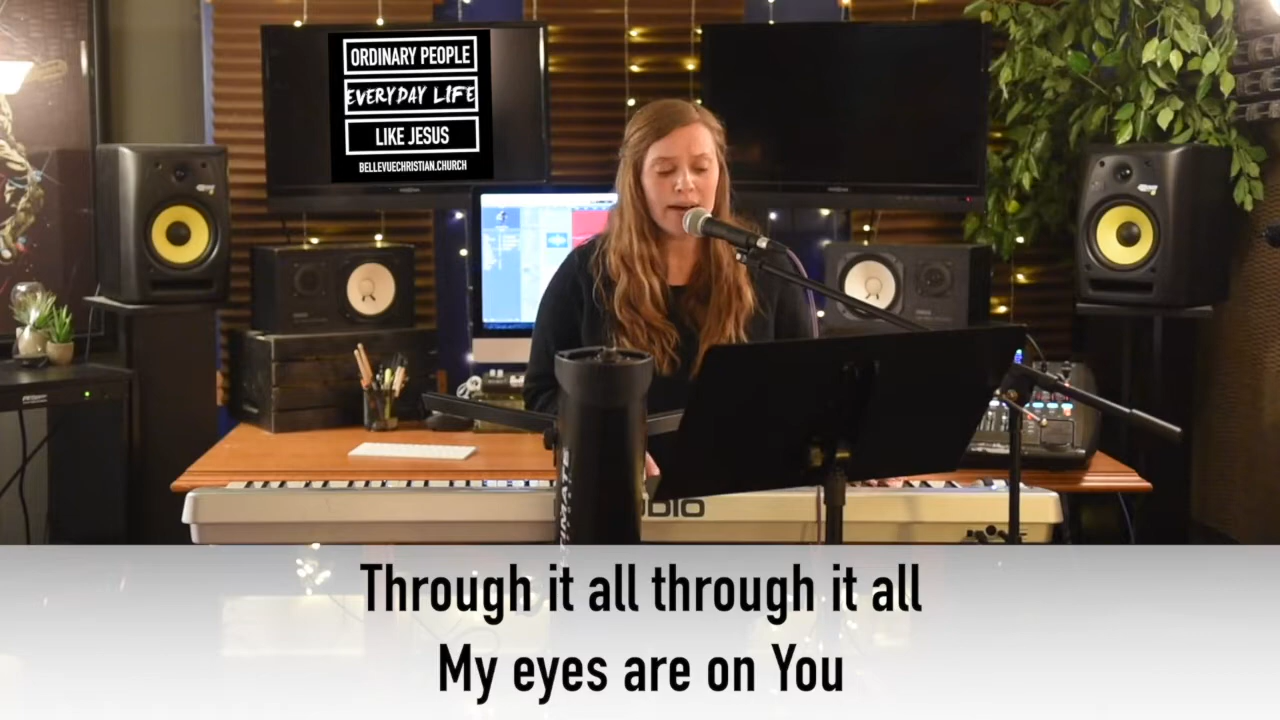 ORDINARY PEOPLE
EVERYDAY LIFE
LIKE JESUS
BELLEVUECHRISTIAN.CHURCH
Through it all through it all
My eyes are on You